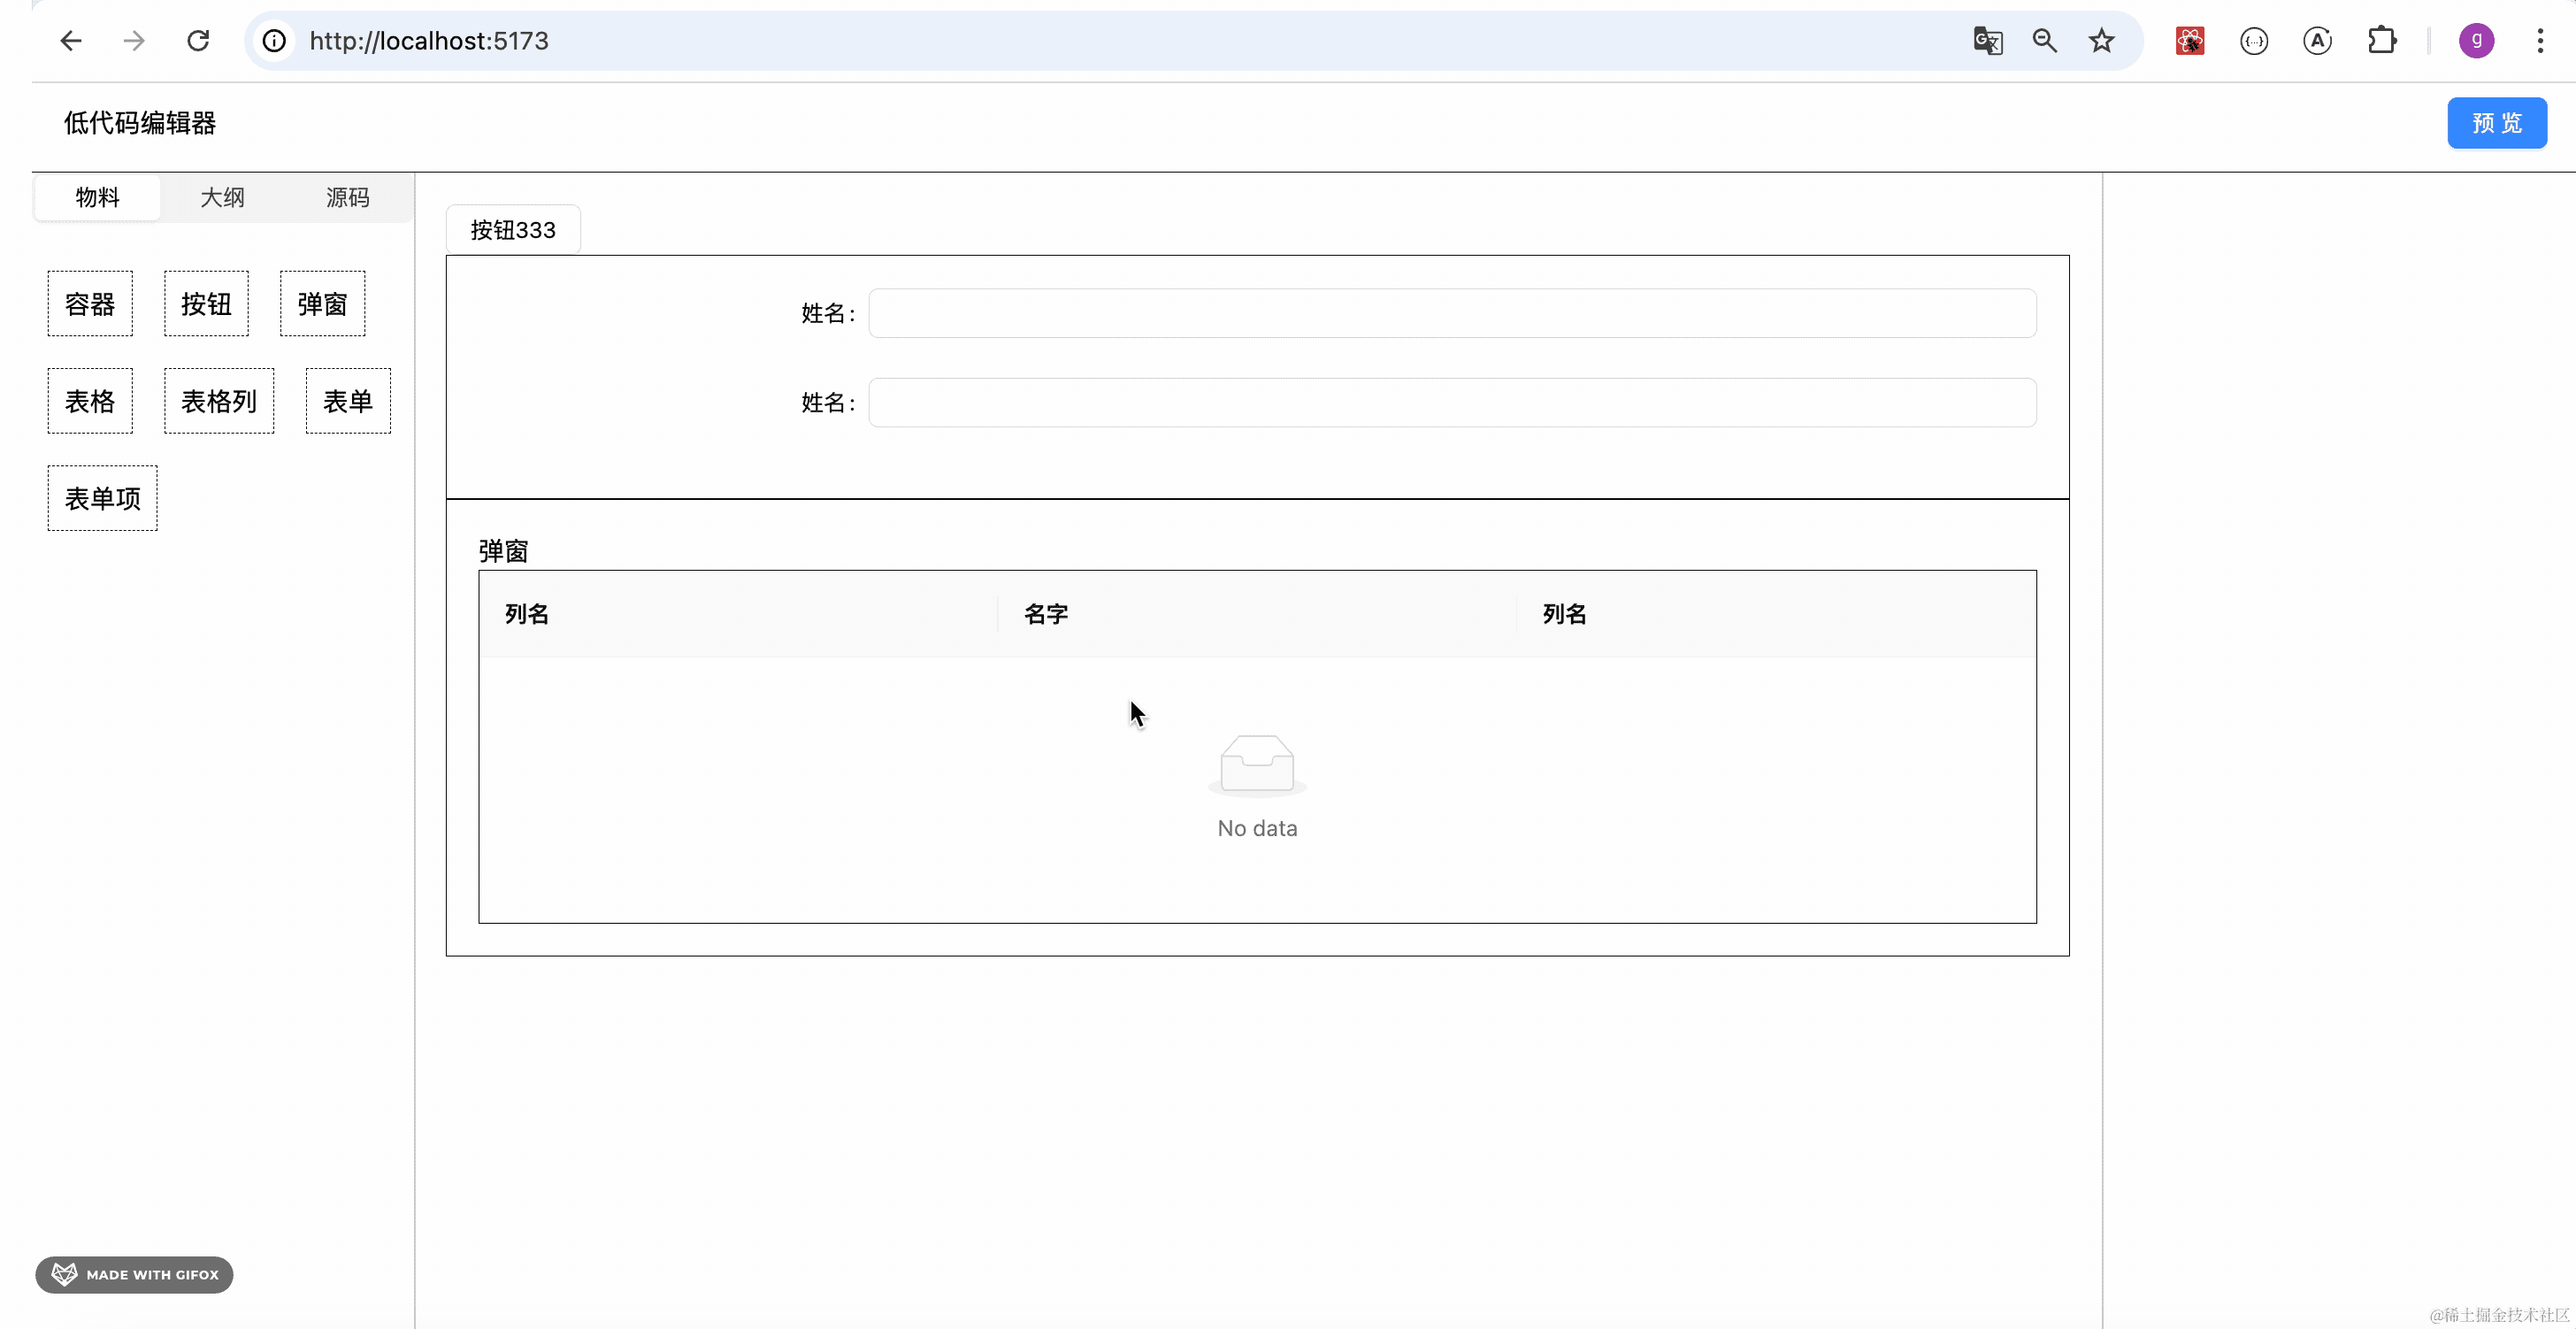 http://localhost:5173
g
低代码编辑器
预 览
物料 大纲 源码
按钮333
容器 按钮 弹窗
姓名：
表格 表格列 表单
姓名：
表单项
弹窗
列名 名字 列名
No data
MADE WITH GIFOX
@稀土掘金技术社区